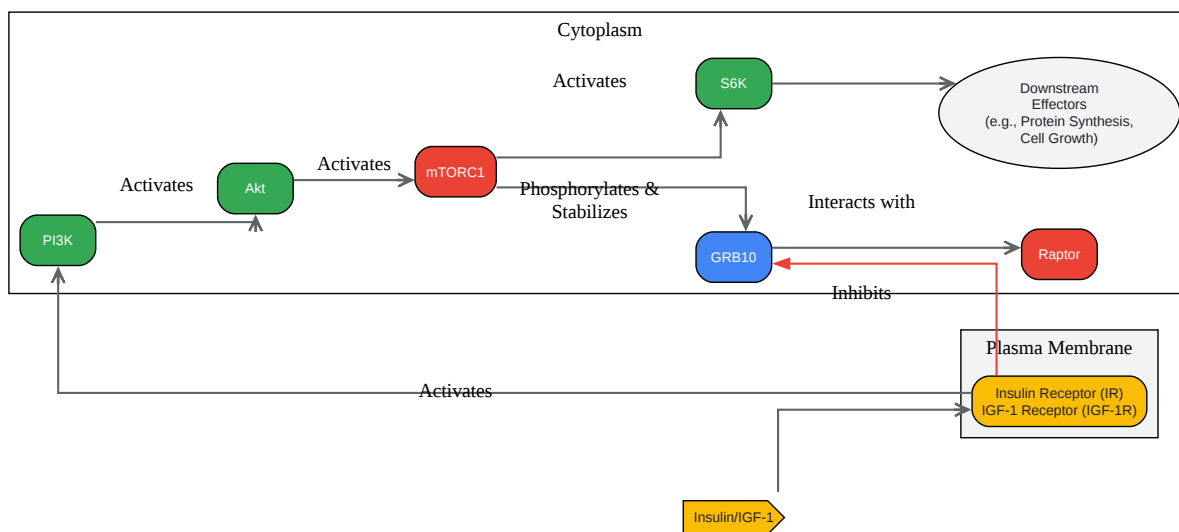 Cytoplasm
Activates
S6K
Downstream
Effectors
(e.g., Protein Synthesis,
Cell Growth)
Activates
Activates
mTORC1
Akt
Phosphorylates &
Stabilizes
Interacts with
PI3K
GRB10
Raptor
Inhibits
Plasma Membrane
Activates
Insulin Receptor (IR)
IGF-1 Receptor (IGF-1R)
Insulin/IGF-1